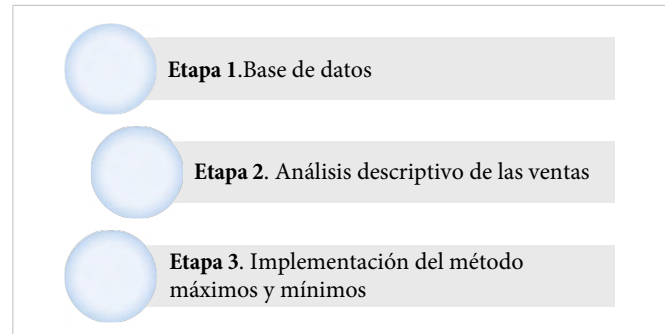 Etapa 1.Base de datos
Etapa 2. Análisis descriptivo de las ventas
Etapa 3. Implementación del método
máximos y mínimos